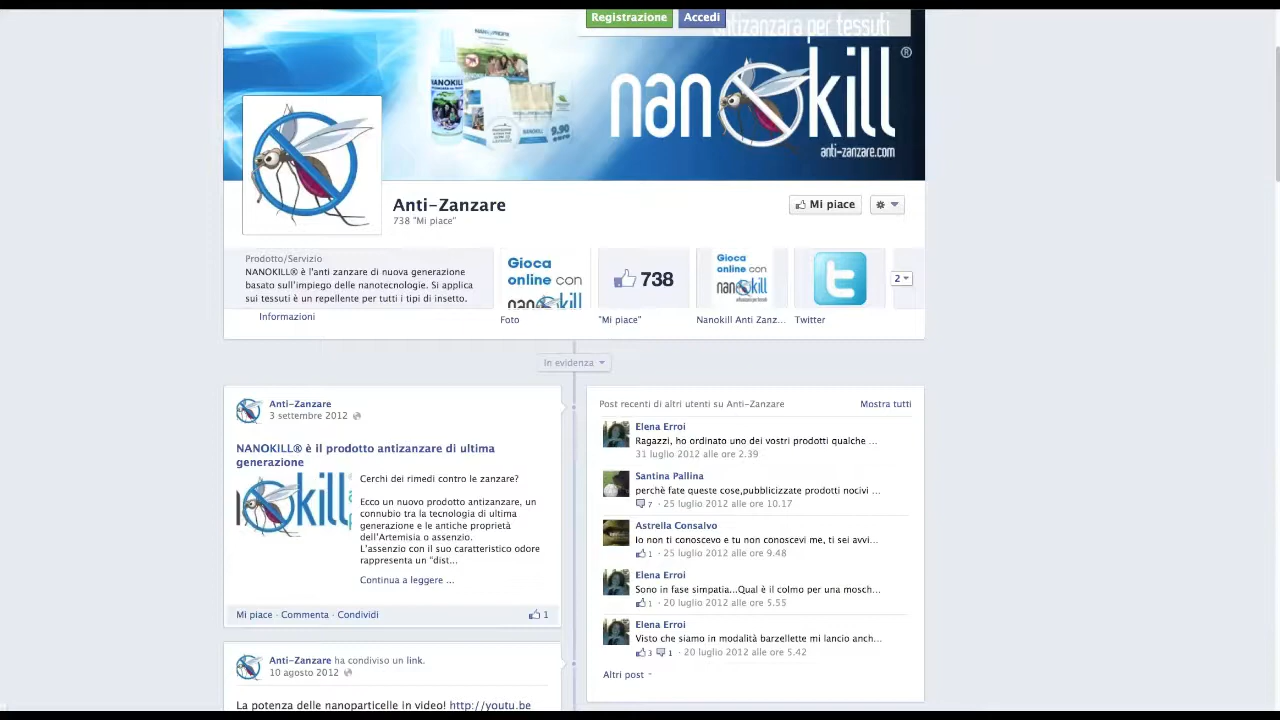 Registrazione Accedi
antizanzara per tessuti
nanokill ®
anti-zanzare.com
NANOKILL
9.90
Anti-Zanzare
738 "Mi piace"
Mi piace
Prodotto/Servizio
NANOKILL® è l'anti zanzare di nuova generazione
basato sull'impiego delle nanotecnologie. Si applica
sui tessuti è un repellente per tutti i tipi di insetto.
Informazioni
Gioca
online con
nanokill
Foto
738
"Mi piace"
Gioca
online con
nanokill
Nanokill Anti Zanz...
Twitter
2
In evidenza
Anti-Zanzare
3 settembre 2012
NANOKILL® è il prodotto antizanzare di ultima
generazione
kill
Cerchi dei rimedi contro le zanzare?
Ecco un nuovo prodotto antizanzare, un
connubio tra la tecnologia di ultima
generazione e le antiche proprietà
dell'Artemisia o assenzio.
L'assenzio con il suo caratteristico odore
rappresenta un "dist...
Continua a leggere ...
Mi piace · Commenta · Condividi 1
Anti-Zanzare ha condiviso un link.
10 agosto 2012
La potenza delle nanoparticelle in video! http://youtu.be
Post recenti di altri utenti su Anti-Zanzare Mostra tutti
Elena Erroi
Ragazzi, ho ordinato uno dei vostri prodotti qualche ...
31 luglio 2012 alle ore 2.39
Santina Pallina
perchè fate queste cose,pubblicizzate prodotti nocivi ...
7 · 25 luglio 2012 alle ore 10.17
Astrella Consalvo
Io non ti conoscevo e tu non conoscevi me, ti sei avvi...
1 · 25 luglio 2012 alle ore 9.48
Elena Erroi
Sono in fase simpatia...Qual è il colmo per una mosch...
1 · 20 luglio 2012 alle ore 5.55
Elena Erroi
Visto che siamo in modalità barzellette mi lancio anch...
3 1 · 20 luglio 2012 alle ore 5.42
Altri post